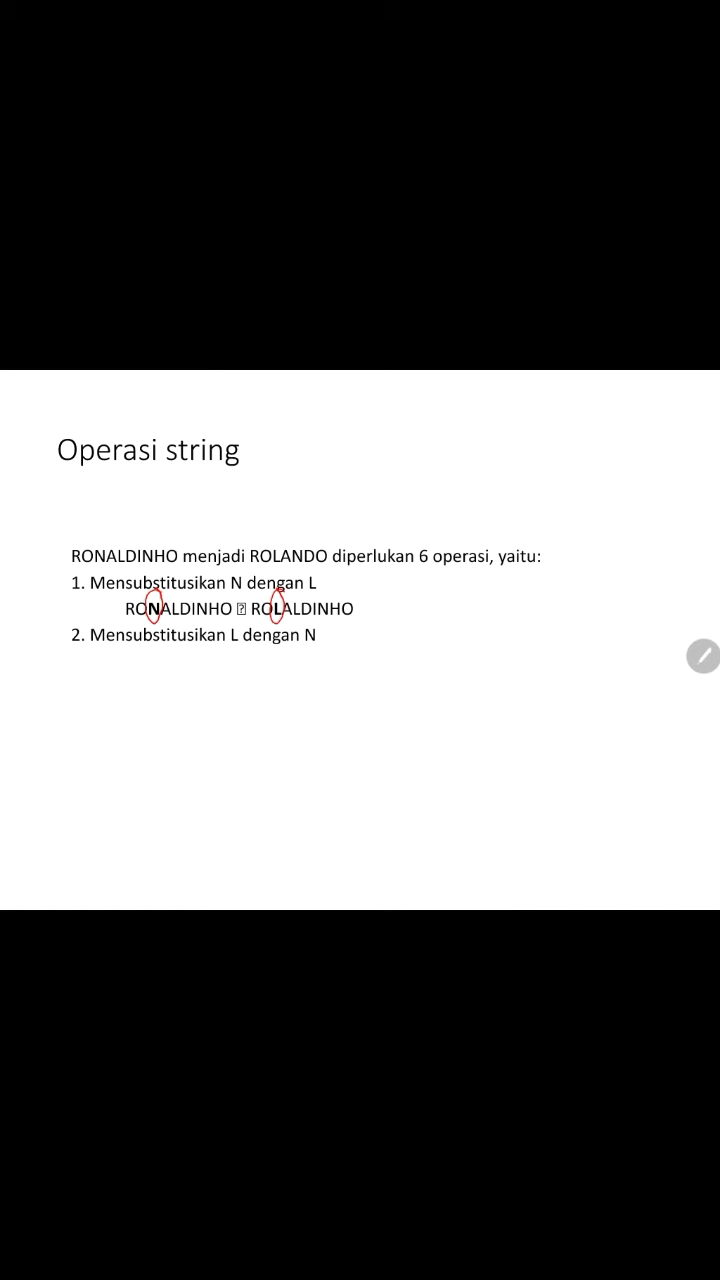 Operasi string
RONALDINHO menjadi ROLANDO diperlukan 6 operasi, yaitu:
1. Mensubstitusikan N dengan L
RONALDINHO ⍰ ROLALDINHO
2. Mensubstitusikan L dengan N